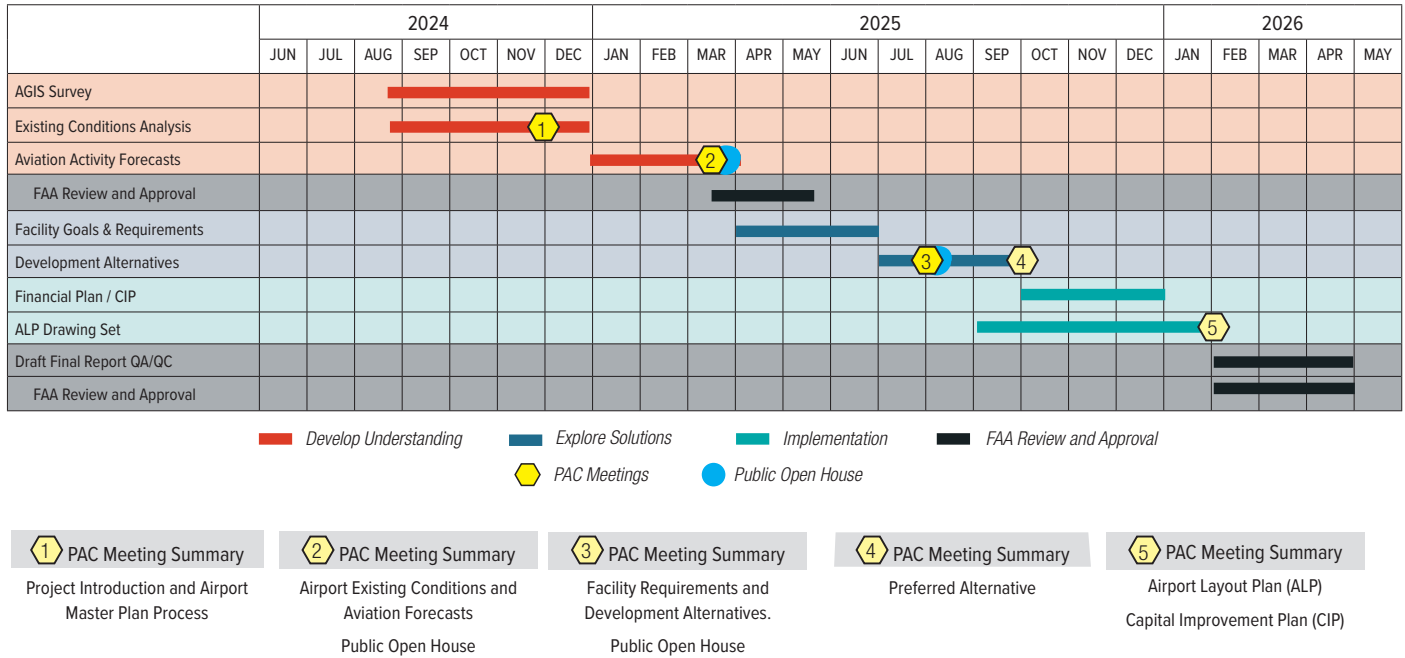 2024 2025 2026
JUN JUL AUG SEP OCT NOV DEC JAN FEB MAR APR MAY JUN JUL AUG SEP OCT NOV DEC JAN FEB MAR APR MAY
AGIS Survey
Existing Conditions Analysis 1
Aviation Activity Forecasts 2
FAA Review and Approval
Facility Goals & Requirements
Development Alternatives 3 4
Financial Plan / CIP
ALP Drawing Set 5
Draft Final Report QA/QC
FAA Review and Approval
Develop Understanding Explore Solutions Implementation FAA Review and Approval
PAC Meetings Public Open House
1 PAC Meeting Summary
Project Introduction and Airport
Master Plan Process
2 PAC Meeting Summary
Airport Existing Conditions and
Aviation Forecasts
Public Open House
3 PAC Meeting Summary
Facility Requirements and
Development Alternatives.
Public Open House
4 PAC Meeting Summary
Preferred Alternative
5 PAC Meeting Summary
Airport Layout Plan (ALP)
Capital Improvement Plan (CIP)